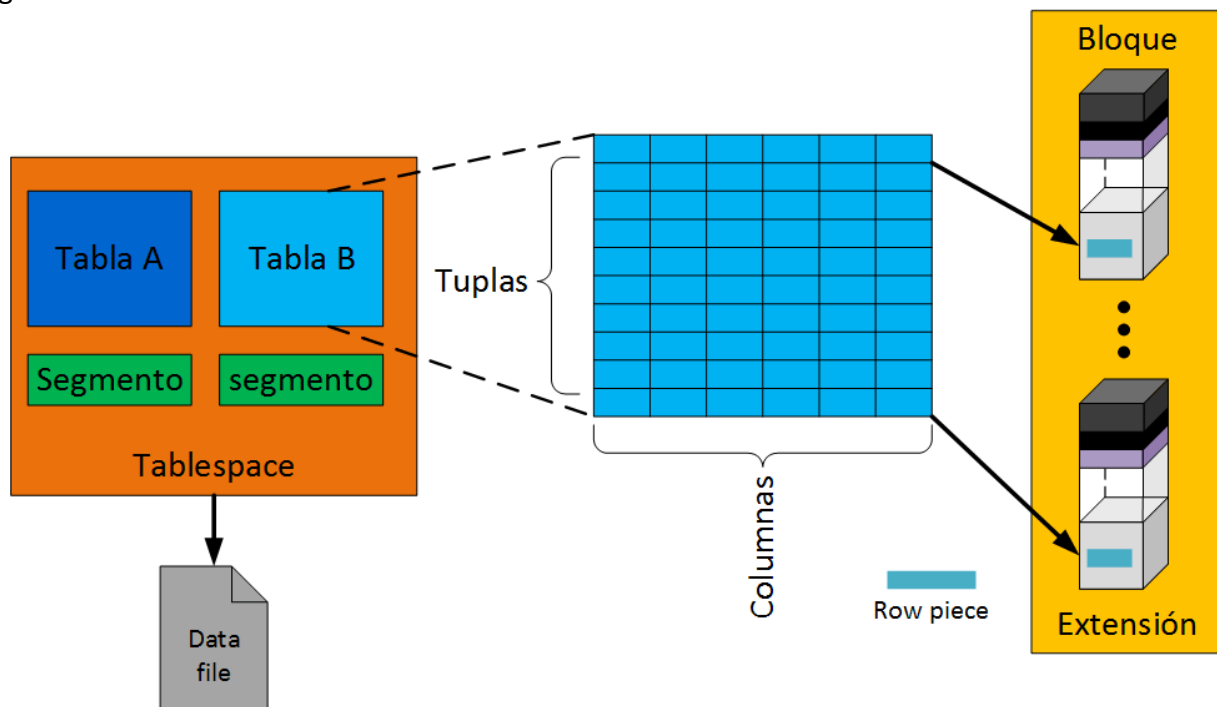 Bloque
Tabla A
Tabla B
Tuplas
Segmento
segmento
Tablespace
Columnas
Row piece
Extensión
Data
file